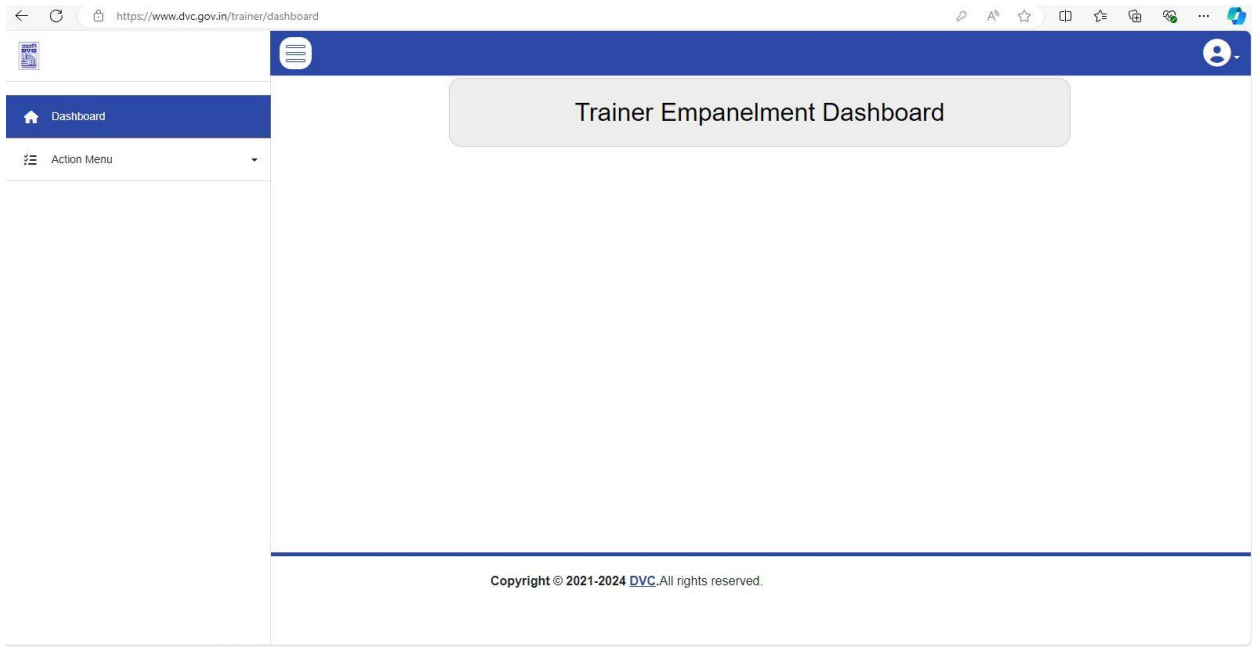 https://www.dvc.gov.in/trainer/dashboard
DVC
Trainer Empanelment Dashboard
Dashboard
Action Menu
Copyright © 2021-2024 DVC.All rights reserved.